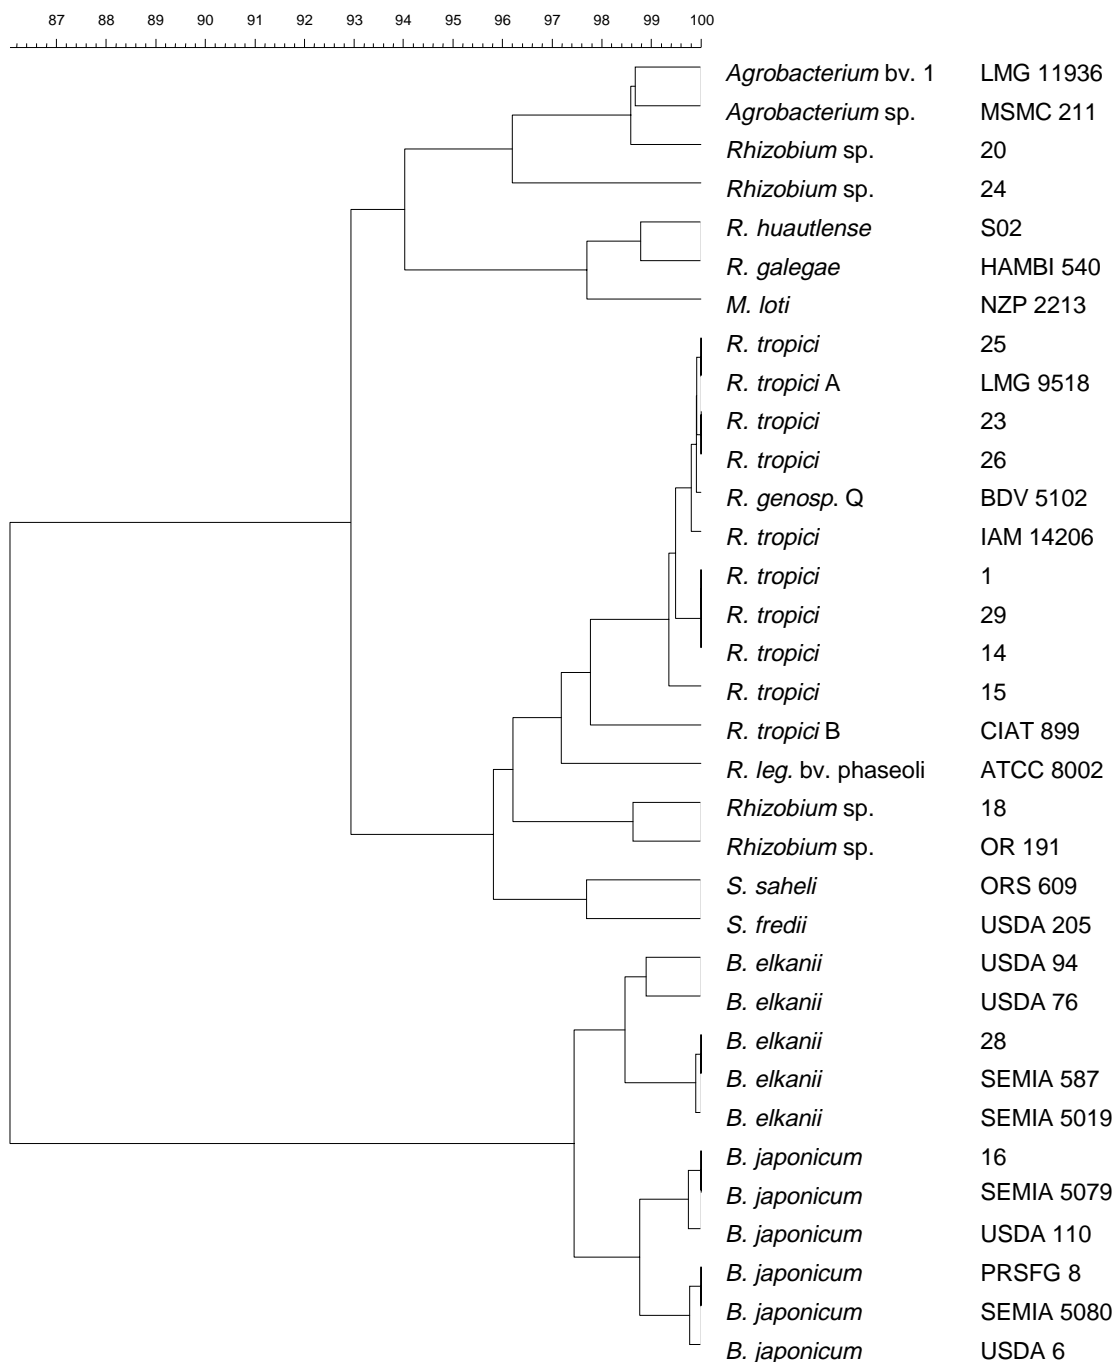 87 88 89 90 91 92 93 94 95 96 97 98 99 100
Agrobacterium bv. 1 LMG 11936
Agrobacterium sp. MSMC 211
Rhizobium sp. 20
Rhizobium sp. 24
R. huautlense S02
R. galegae HAMBI 540
M. loti NZP 2213
R. tropici 25
R. tropici A LMG 9518
R. tropici 23
R. tropici 26
R. genosp. Q BDV 5102
R. tropici IAM 14206
R. tropici 1
R. tropici 29
R. tropici 14
R. tropici 15
R. tropici B CIAT 899
R. leg. bv. phaseoli ATCC 8002
Rhizobium sp. 18
Rhizobium sp. OR 191
S. saheli ORS 609
S. fredii USDA 205
B. elkanii USDA 94
B. elkanii USDA 76
B. elkanii 28
B. elkanii SEMIA 587
B. elkanii SEMIA 5019
B. japonicum 16
B. japonicum SEMIA 5079
B. japonicum USDA 110
B. japonicum PRSFG 8
B. japonicum SEMIA 5080
B. japonicum USDA 6